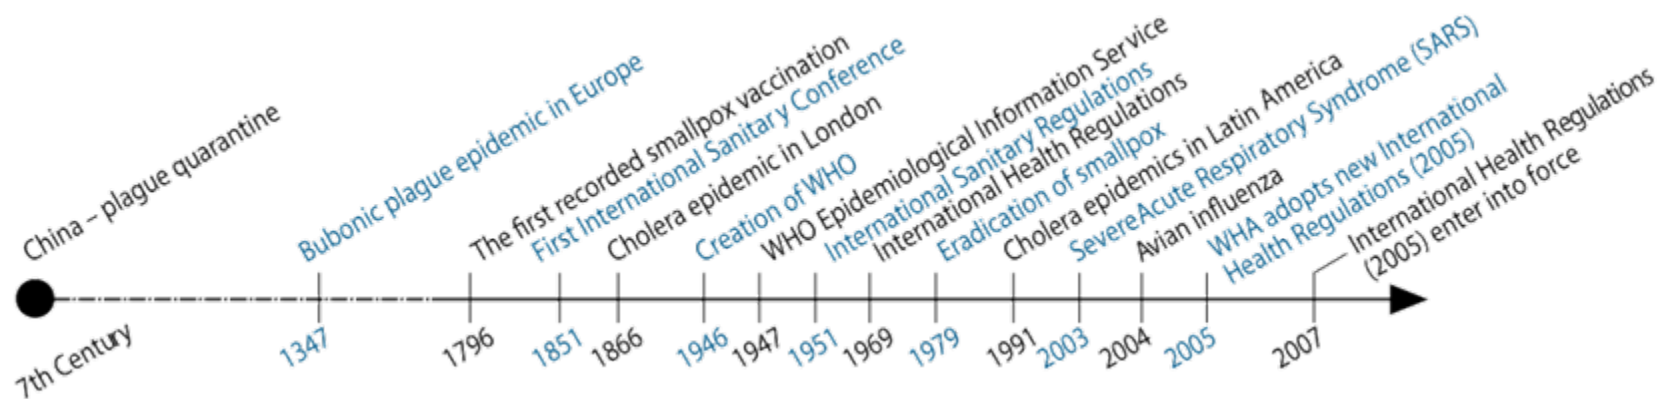 China – plague quarantine
Bubonic plague epidemic in Europe
The first recorded smallpox vaccination
First International Sanitary Conference
Cholera epidemic in London
Creation of WHO
WHO Epidemiological Information Service
International Sanitary Regulations
International Health Regulations
Eradication of smallpox
Cholera epidemics in Latin America
SevereAcute Respiratory Syndrome (SARS)
Avian influenza
WHA adopts new International
Health Regulations (2005)
International Health Regulations
(2005) enter into force
7th Century
1347
1796
1851
1866
1946
1947
1951
1969
1979
1991
2003
2004
2005
2007